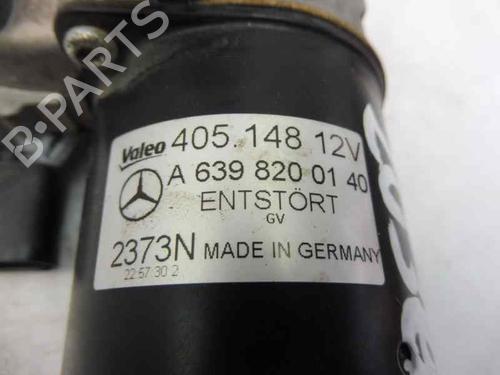 B-PARTS
Valeo 405.148 12V
A 639 820 01 40
ENTSTÖRT
GV
2373N MADE IN GERMANY
22 57 30 2